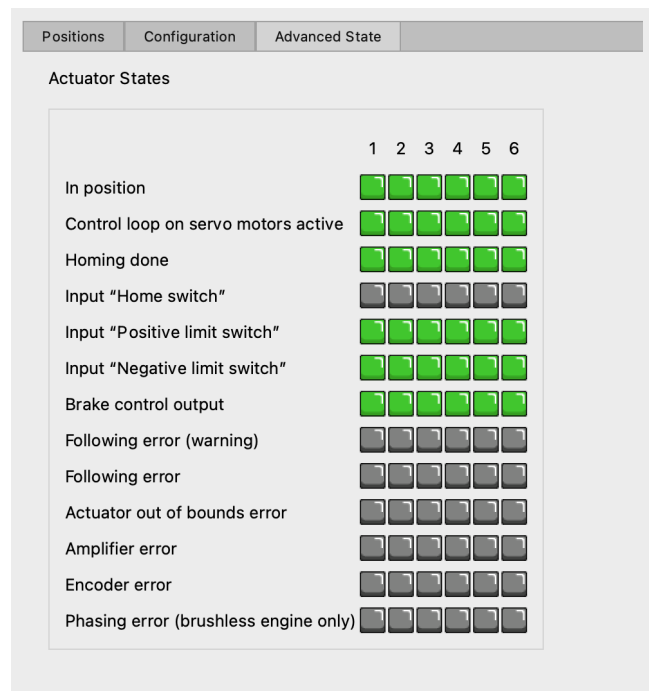 Positions Configuration Advanced State
Actuator States
1 2 3 4 5 6
In position
Control loop on servo motors active
Homing done
Input “Home switch”
Input “Positive limit switch”
Input “Negative limit switch”
Brake control output
Following error (warning)
Following error
Actuator out of bounds error
Amplifier error
Encoder error
Phasing error (brushless engine only)